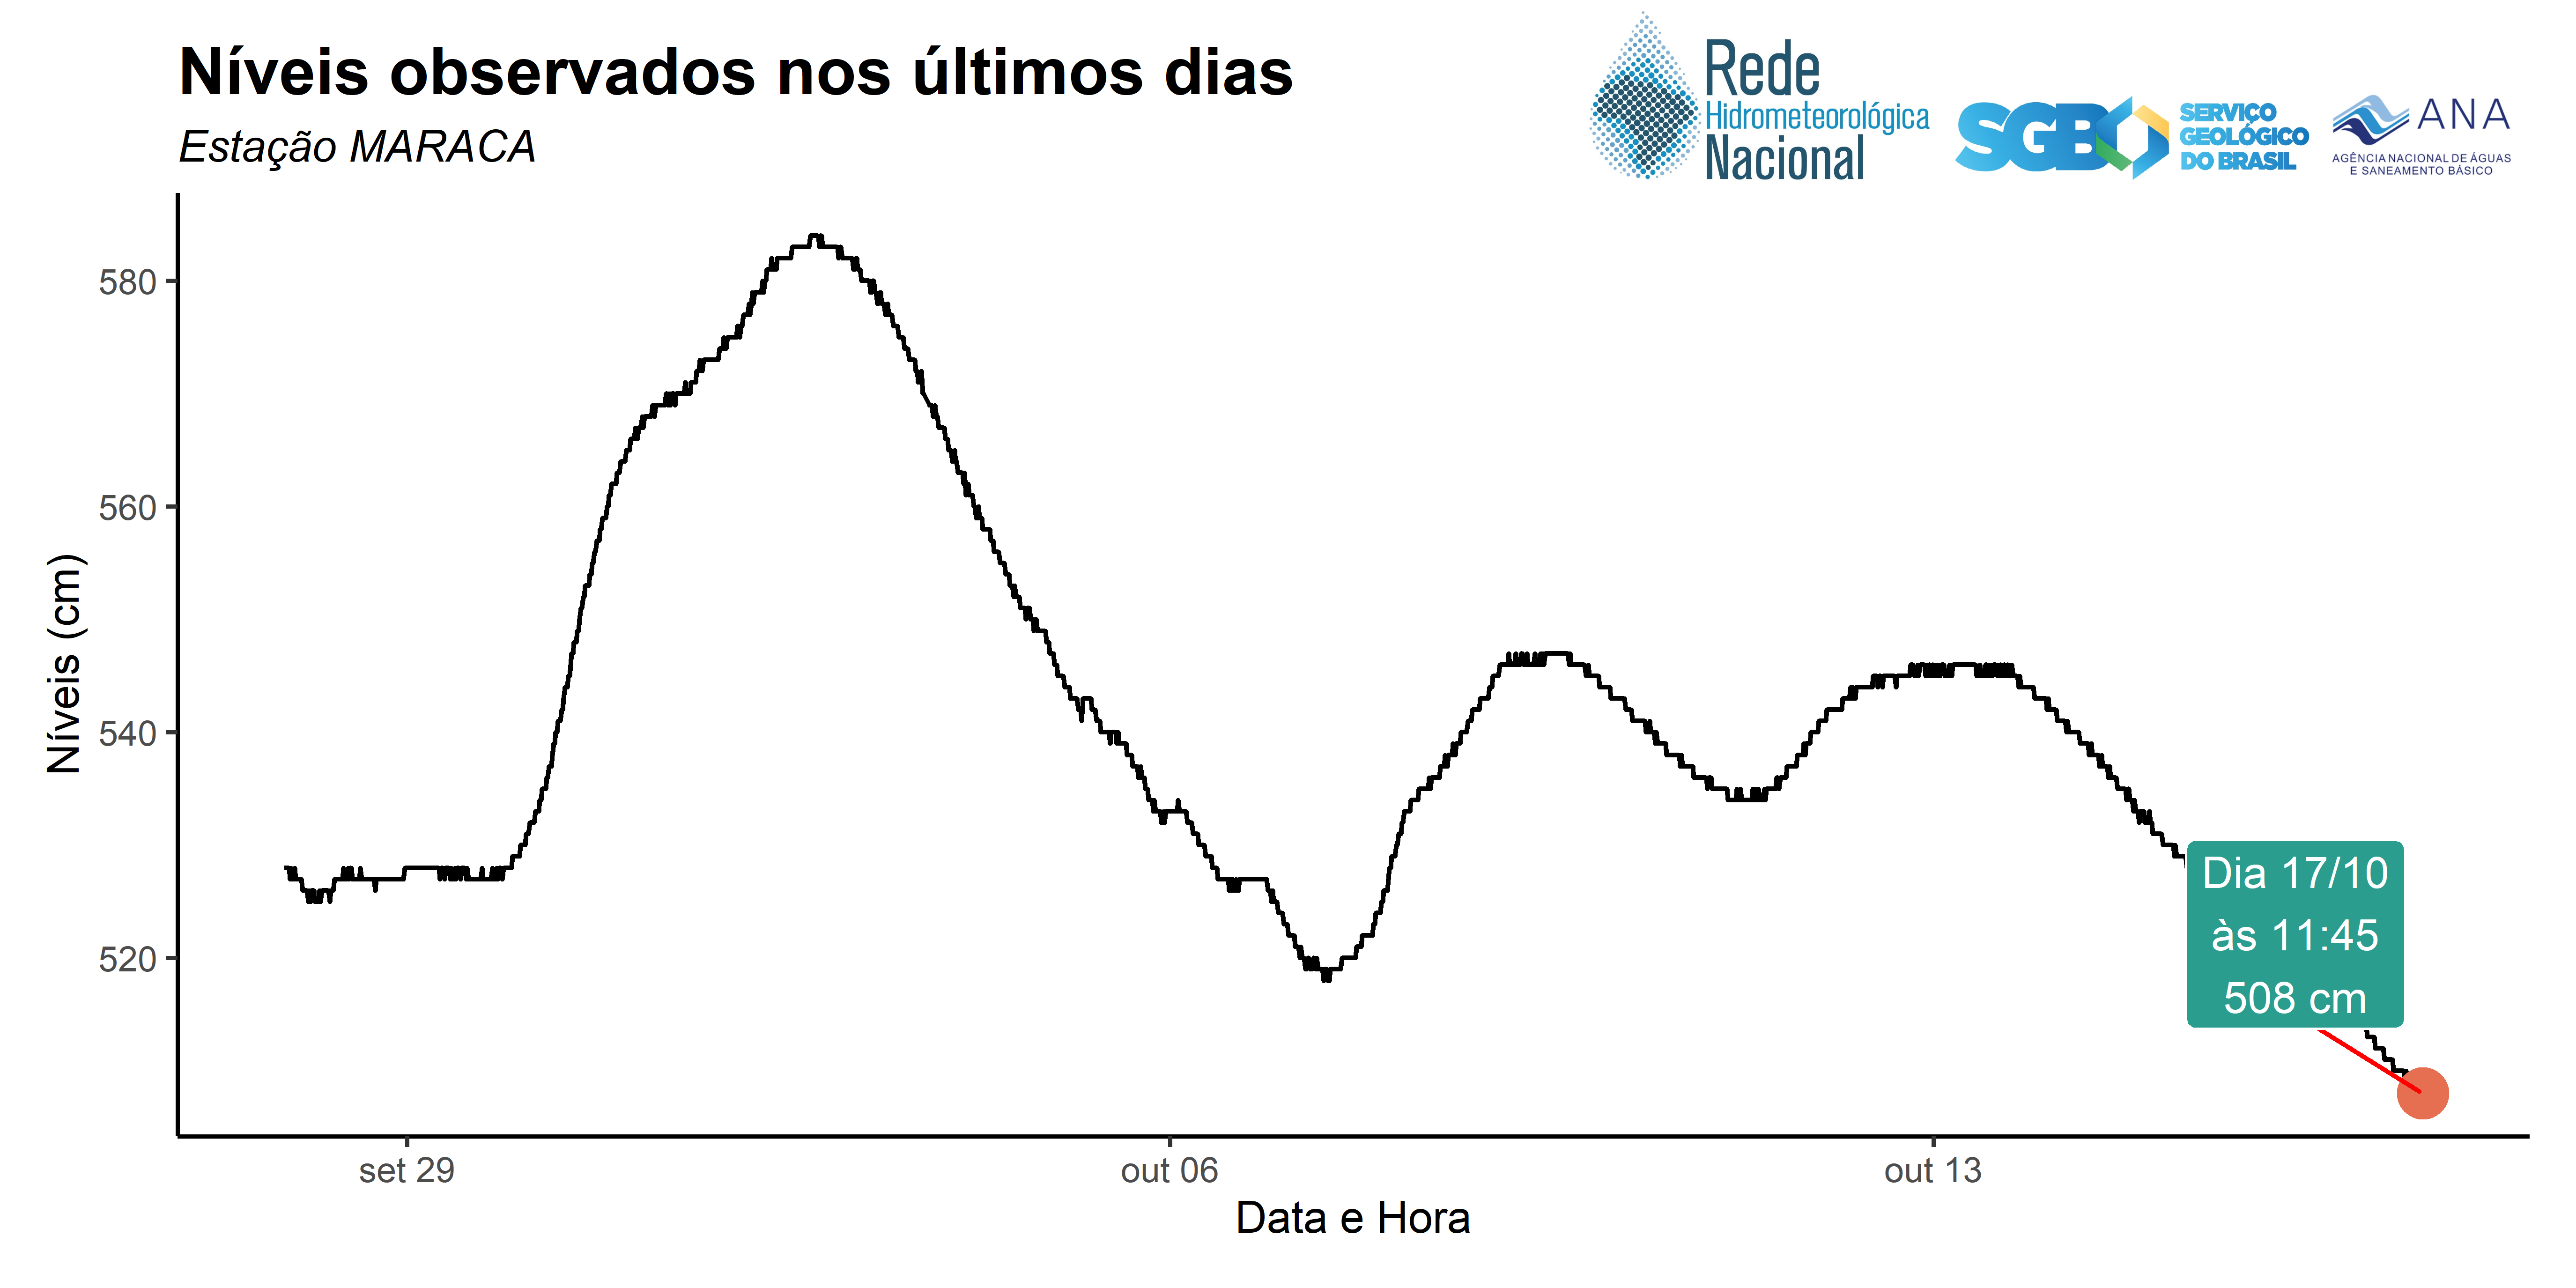 Níveis observados nos últimos dias
Estação MARACA
Rede
Hidrometeorológica
Nacional
SGB
SERVIÇO
GEOLÓGICO
DO BRASIL
ANA
AGÊNCIA NACIONAL DE ÁGUAS
E SANEAMENTO BÁSICO
Níveis (cm)
580
560
540
520
Dia 17/10
às 11:45
508 cm
set 29
out 06
out 13
Data e Hora